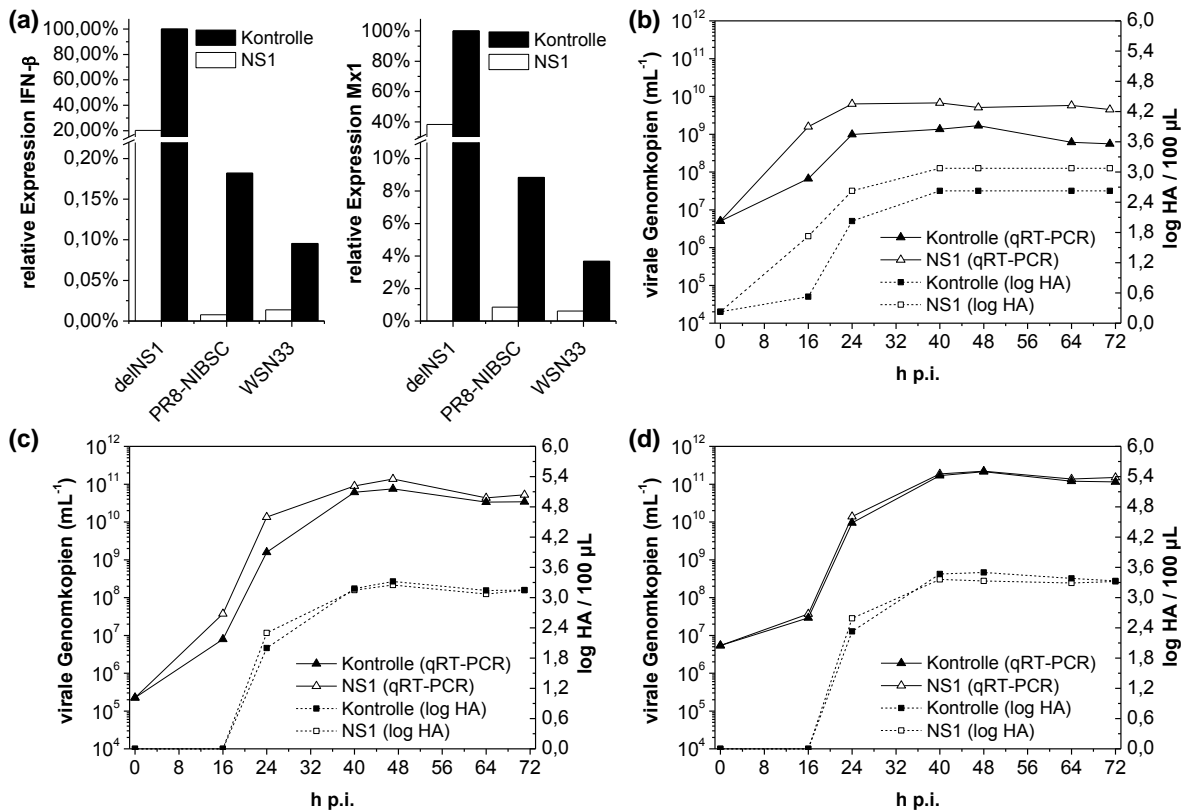 (a)
relative Expression IFN-β
100,00%
80,00%
60,00%
40,00%
20,00%
0,20%
0,15%
0,10%
0,05%
0,00%
Kontrolle
NS1
delNS1
PR8-NIBSC
WSN33
relative Expression Mx1
100%
80%
60%
40%
10%
8%
6%
4%
2%
0%
Kontrolle
NS1
delNS1
PR8-NIBSC
WSN33
(b)
virale Genomkopien (mL⁻¹)
10¹²
10¹¹
10¹⁰
10⁹
10⁸
10⁷
10⁶
10⁵
10⁴
Kontrolle (qRT-PCR)
NS1 (qRT-PCR)
Kontrolle (log HA)
NS1 (log HA)
6,0
5,4
4,8
4,2
3,6
3,0
2,4
1,8
1,2
0,6
0,0
log HA / 100 µL
0 8 16 24 32 40 48 56 64 72
h p.i.
(c)
virale Genomkopien (mL⁻¹)
10¹²
10¹¹
10¹⁰
10⁹
10⁸
10⁷
10⁶
10⁵
10⁴
Kontrolle (qRT-PCR)
NS1 (qRT-PCR)
Kontrolle (log HA)
NS1 (log HA)
6,0
5,4
4,8
4,2
3,6
3,0
2,4
1,8
1,2
0,6
0,0
log HA / 100 µL
0 8 16 24 32 40 48 56 64 72
h p.i.
(d)
virale Genomkopien (mL⁻¹)
10¹²
10¹¹
10¹⁰
10⁹
10⁸
10⁷
10⁶
10⁵
10⁴
Kontrolle (qRT-PCR)
NS1 (qRT-PCR)
Kontrolle (log HA)
NS1 (log HA)
6,0
5,4
4,8
4,2
3,6
3,0
2,4
1,8
1,2
0,6
0,0
log HA / 100 µL
0 8 16 24 32 40 48 56 64 72
h p.i.